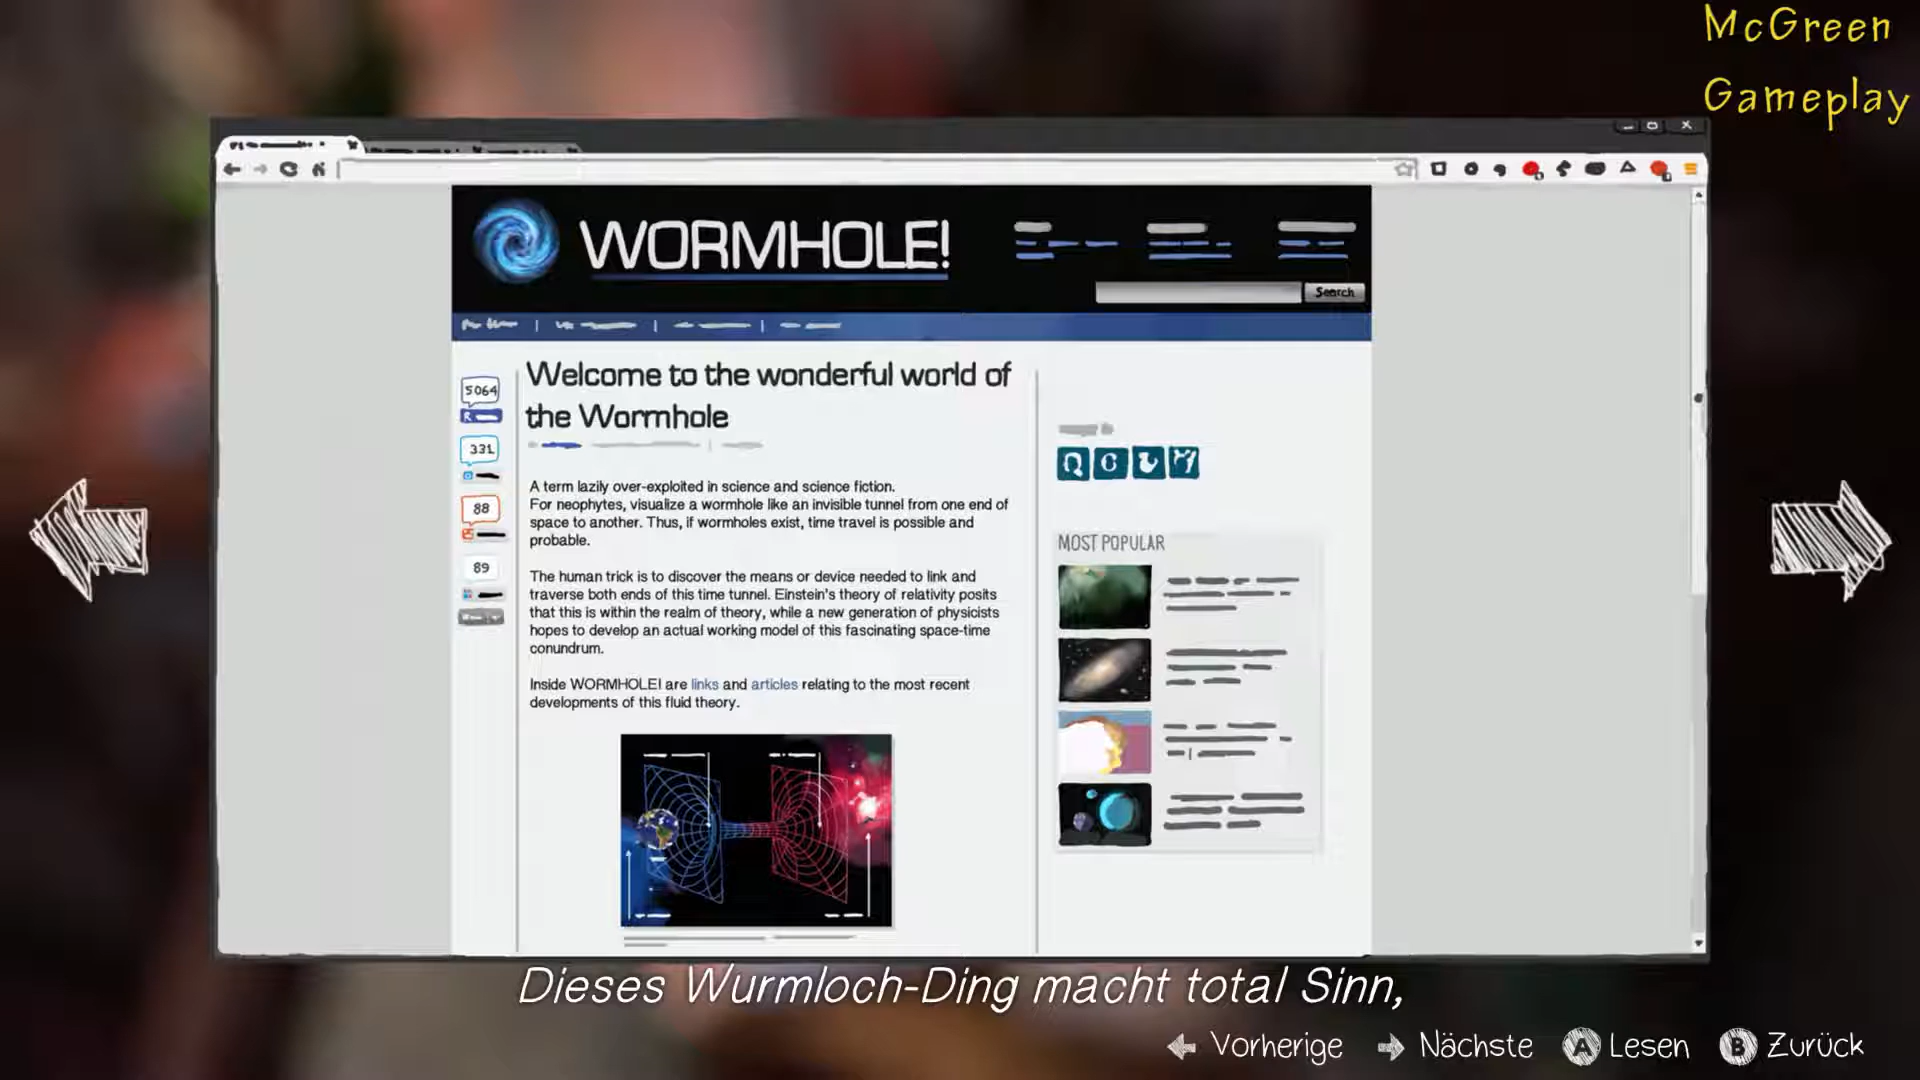 McGreen
Gameplay
WORMHOLE!
Search
5064
331
88
89
Welcome to the wonderful world of
the Wormhole
A term lazily over-exploited in science and science fiction.
For neophytes, visualize a wormhole like an invisible tunnel from one end of
space to another. Thus, if wormholes exist, time travel is possible and
probable.
The human trick is to discover the means or device needed to link and
traverse both ends of this time tunnel. Einstein's theory of relativity posits
that this is within the realm of theory, while a new generation of physicists
hopes to develop an actual working model of this fascinating space-time
conundrum.
Inside WORMHOLE! are links and articles relating to the most recent
developments of this fluid theory.
MOST POPULAR
Dieses Wurmloch-Ding macht total Sinn,
Vorherige
Nächste
A Lesen
B Zurück